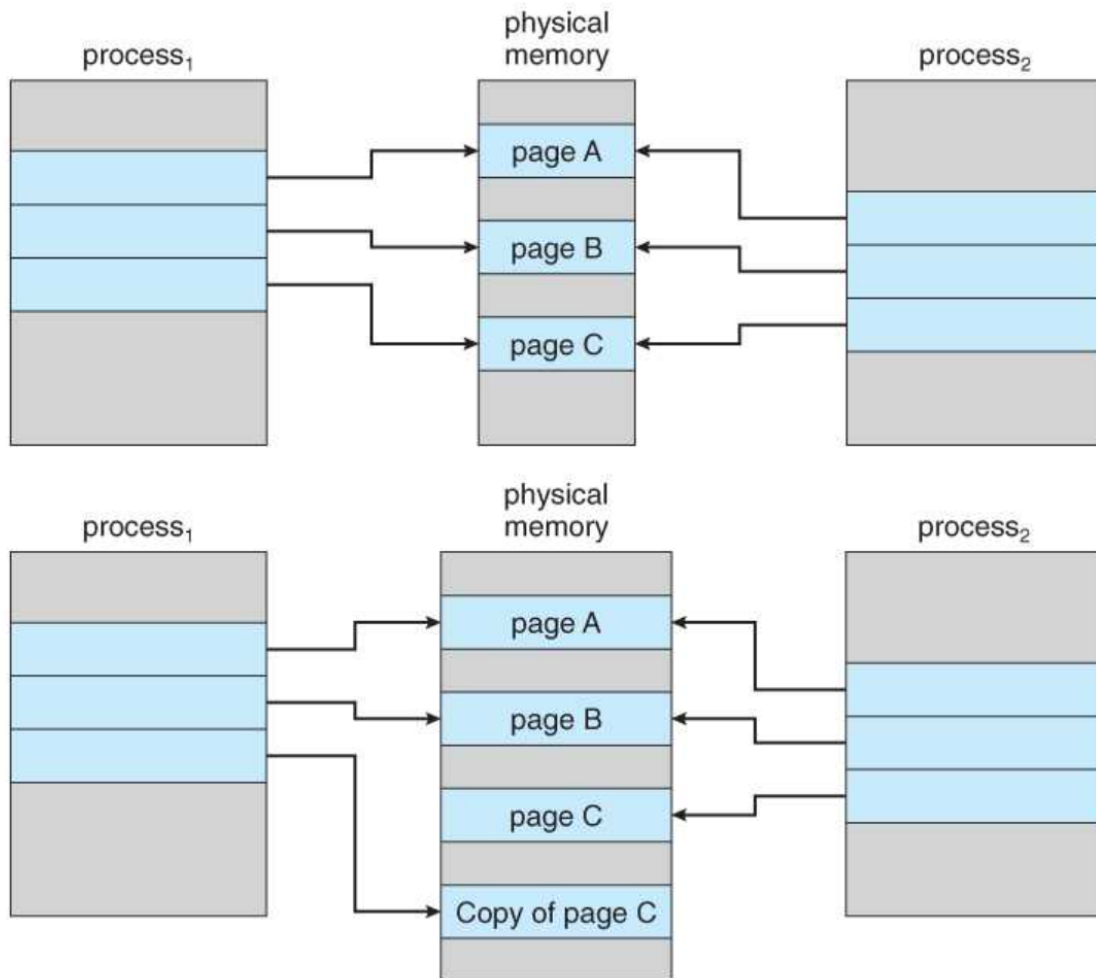 physical
memory
process₁
process₂
page A
page B
page C
physical
memory
process₁
process₂
page A
page B
page C
Copy of page C